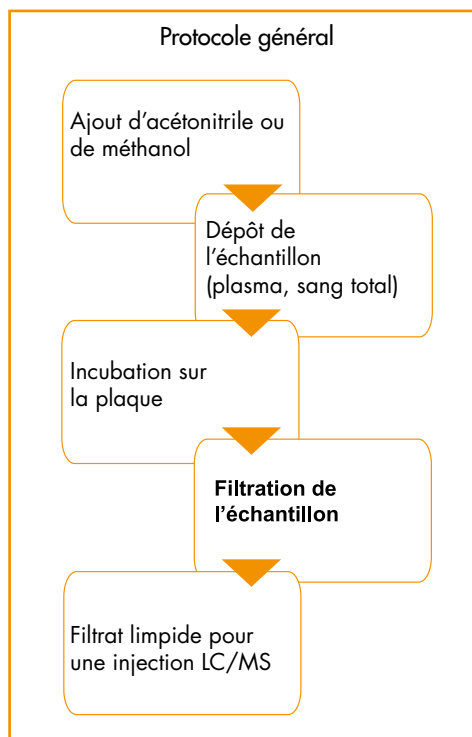 Protocole général
Ajout d’acétonitrile ou
de méthanol
Dépôt de
l’échantillon
(plasma, sang total)
Incubation sur
la plaque
Filtration de
l’échantillon
Filtrat limpide pour
une injection LC/MS